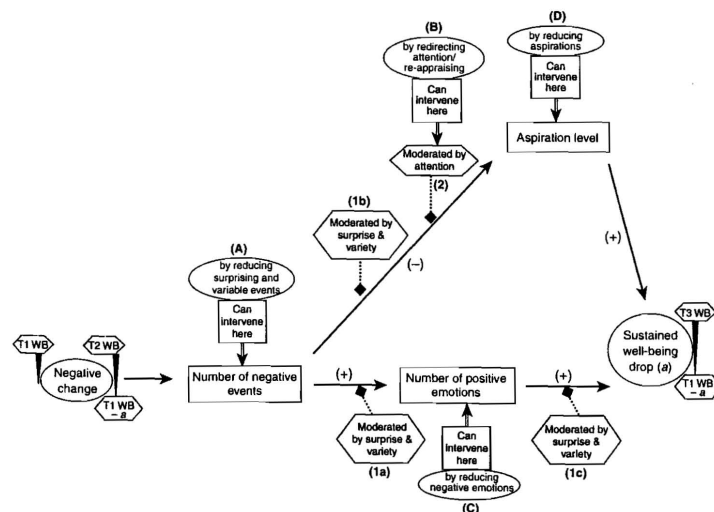 (B)
by redirecting
attention/
re-appraising
Can
intervene
here
Moderated by
attention
(2)
(D)
by reducing
aspirations
Can
intervene
here
Aspiration level
(1b)
Moderated by
surprise &
variety
(–)
(+)
(A)
by reducing
surprising and
variable events
Can
intervene
here
T1 WB
T2 WB
Negative
change
T1 WB
– a
Number of negative
events
(+)
Number of positive
emotions
(+)
T3 WB
Sustained
well-being
drop (a)
T1 WB
– a
Moderated
by surprise &
variety
(1a)
Can
intervene
here
by reducing
negative emotions
(C)
Moderated
by surprise &
variety
(1c)